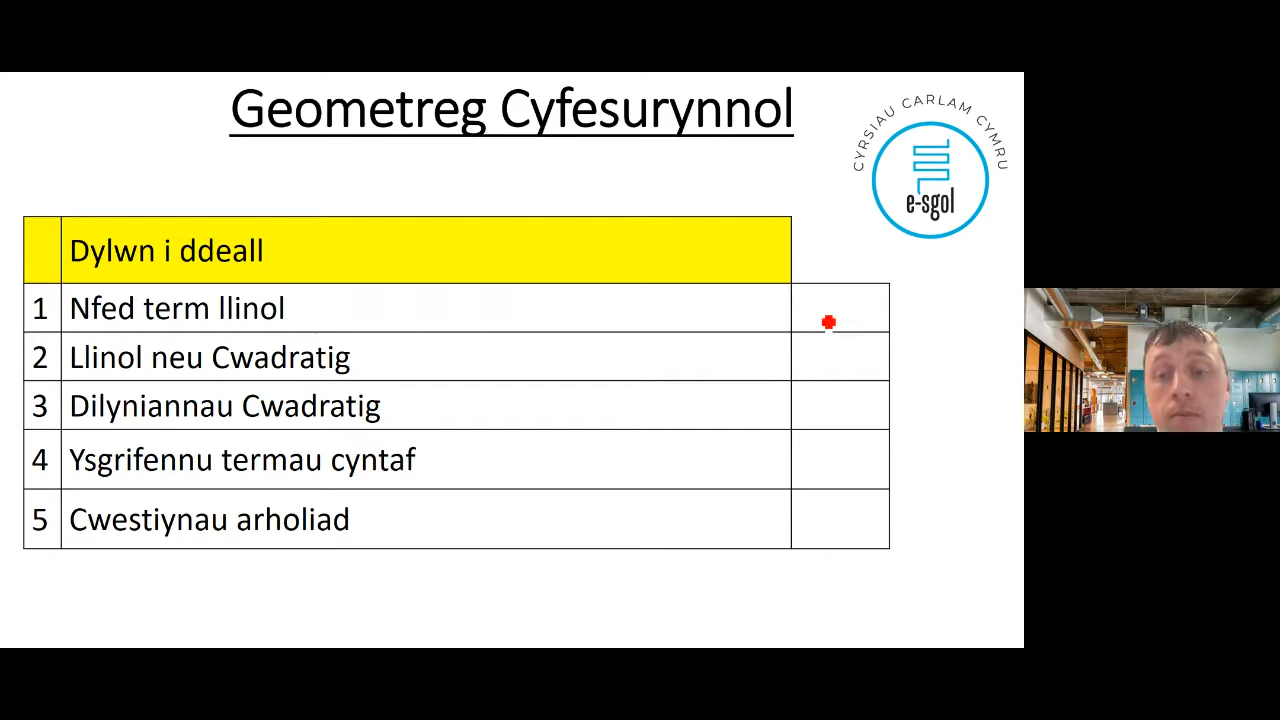 Geometreg Cyfesurynnol
CYRSIAU CARLAM CYMRU
e-sgol
Dylwn i ddeall
1 Nfed term llinol
2 Llinol neu Cwadratig
3 Dilyniannau Cwadratig
4 Ysgrifennu termau cyntaf
5 Cwestiynau arholiad